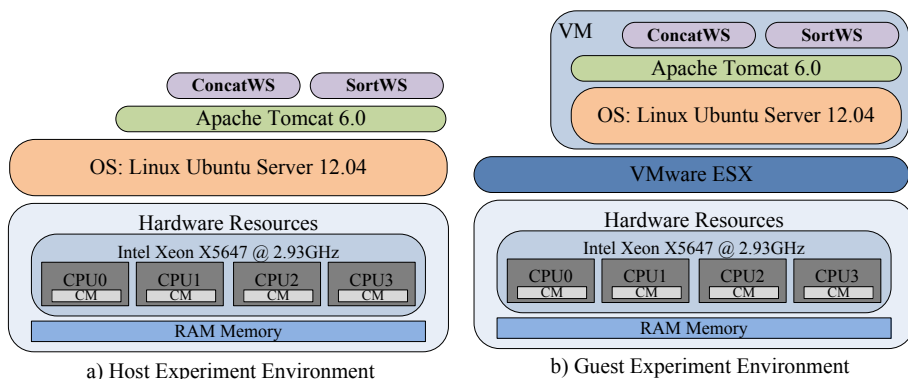 ConcatWS SortWS
Apache Tomcat 6.0
OS: Linux Ubuntu Server 12.04
Hardware Resources
Intel Xeon X5647 @ 2.93GHz
CPU0 CPU1 CPU2 CPU3
CM CM CM CM
RAM Memory
a) Host Experiment Environment
VM
ConcatWS SortWS
Apache Tomcat 6.0
OS: Linux Ubuntu Server 12.04
VMware ESX
Hardware Resources
Intel Xeon X5647 @ 2.93GHz
CPU0 CPU1 CPU2 CPU3
CM CM CM CM
RAM Memory
b) Guest Experiment Environment